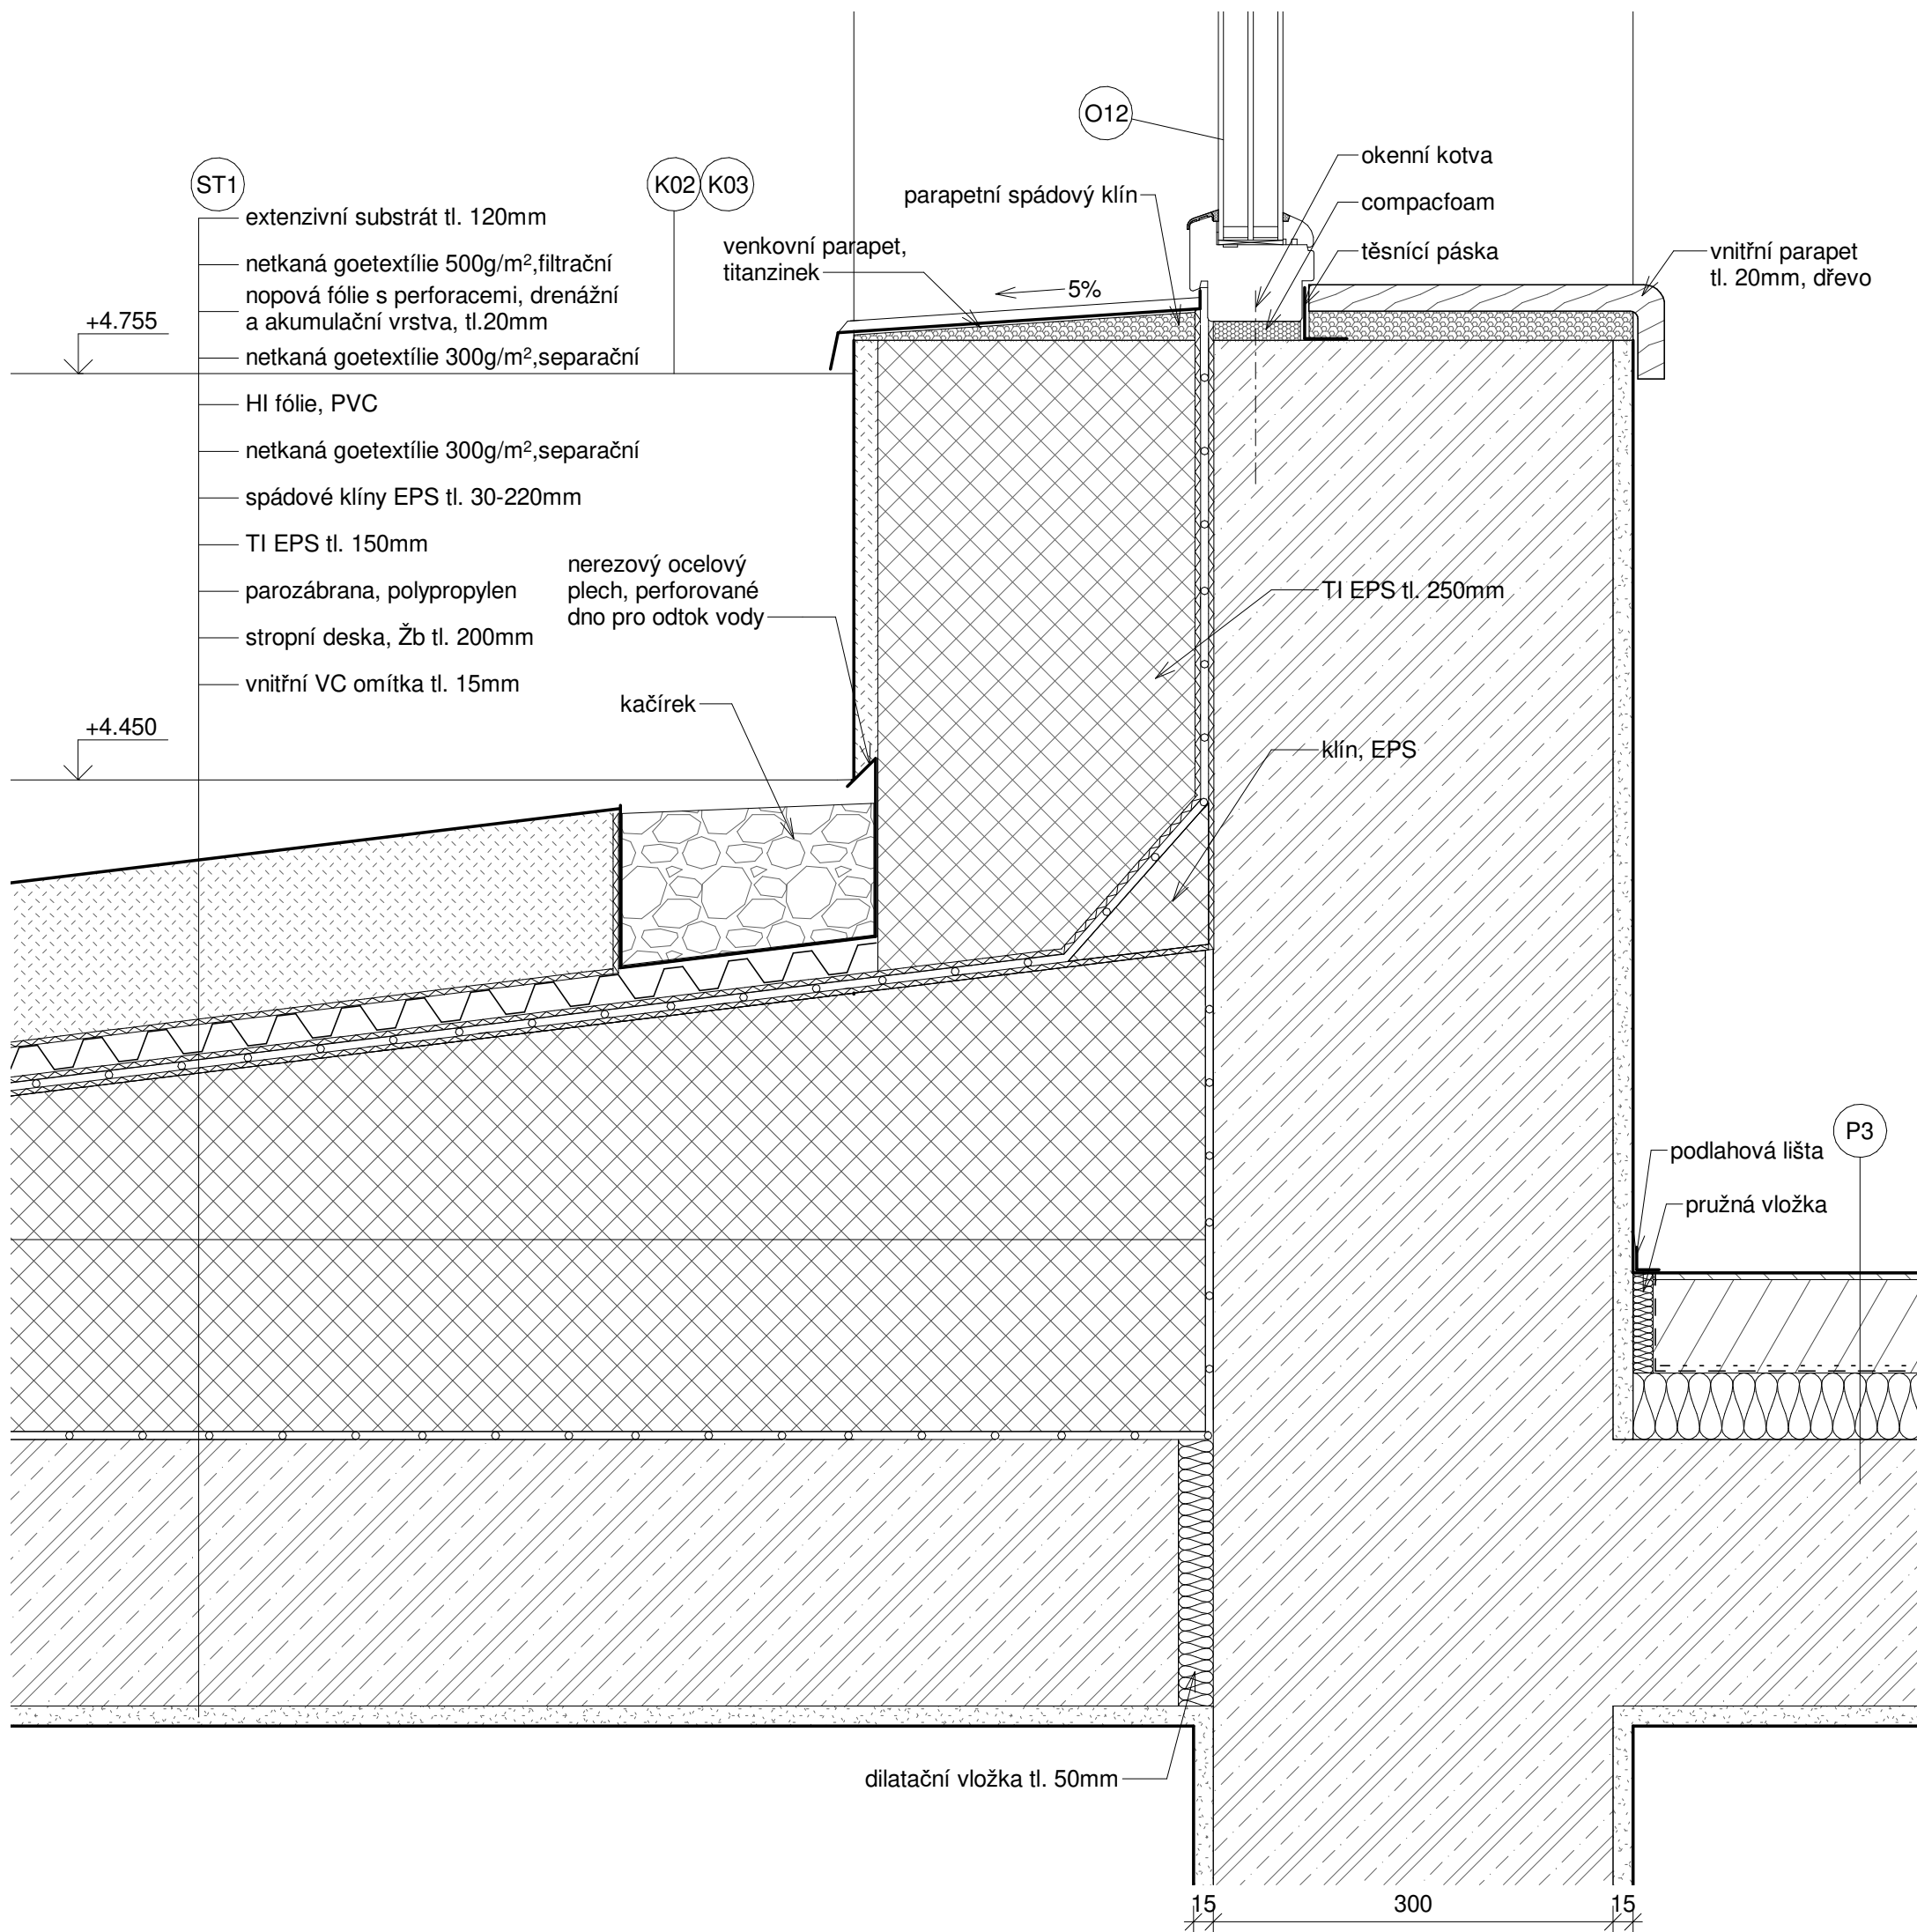 O12
okenní kotva
ST1
K02
K03
parapetní spádový klín
compacfoam
extenzivní substrát tl. 120mm
venkovní parapet,
titanzinek
těsnící páska
vnitřní parapet
tl. 20mm, dřevo
netkaná goetextílie 500g/m²,filtrační
nopová fólie s perforacemi, drenážní
a akumulační vrstva, tl.20mm
5%
+4.755
netkaná goetextílie 300g/m²,separační
HI fólie, PVC
netkaná goetextílie 300g/m²,separační
spádové klíny EPS tl. 30-220mm
TI EPS tl. 150mm
parozábrana, polypropylen
stropní deska, Žb tl. 200mm
vnitřní VC omítka tl. 15mm
nerezový ocelový
plech, perforované
dno pro odtok vody
TI EPS tl. 250mm
kačírek
+4.450
klín, EPS
P3
podlahová lišta
pružná vložka
dilatační vložka tl. 50mm
15
300
15